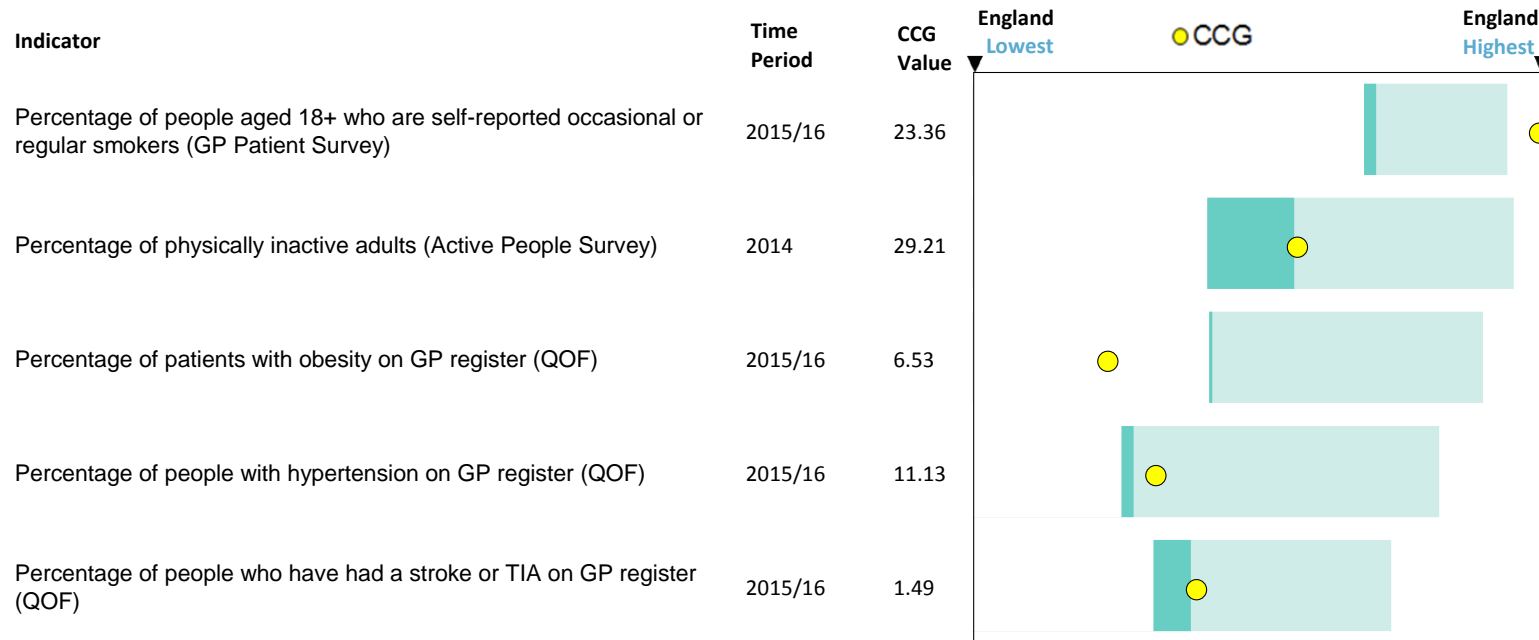 Indicator
Time
Period
CCG
Value
England
Lowest
CCG
England
Highest
Percentage of people aged 18+ who are self-reported occasional or
regular smokers (GP Patient Survey)
2015/16
23.36
Percentage of physically inactive adults (Active People Survey)
2014
29.21
Percentage of patients with obesity on GP register (QOF)
2015/16
6.53
Percentage of people with hypertension on GP register (QOF)
2015/16
11.13
Percentage of people who have had a stroke or TIA on GP register
(QOF)
2015/16
1.49